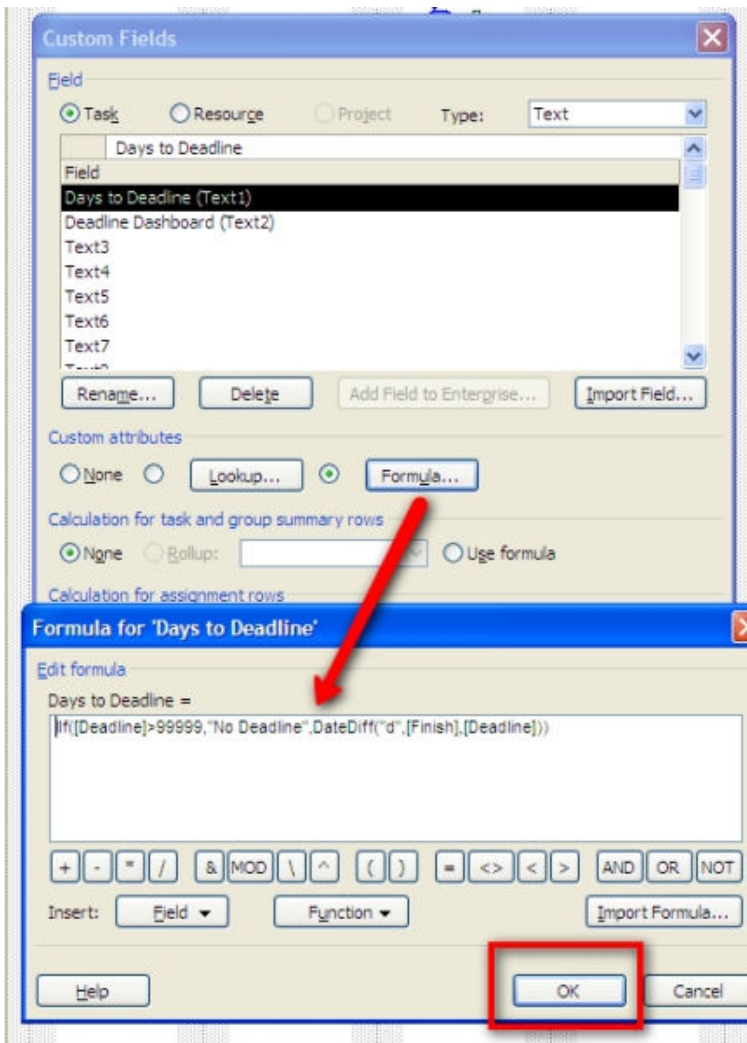 Custom Fields
Field
Task Resource Project Type: Text
Days to Deadline
Field
Days to Deadline (Text1)
Deadline Dashboard (Text2)
Text3
Text4
Text5
Text6
Text7
Rename... Delete Add Field to Enterprise... Import Field...
Custom attributes
None Lookup... Formula...
Calculation for task and group summary rows
None Rollup: Use formula
Calculation for assignment rows
Formula for 'Days to Deadline'
Edit formula
Days to Deadline =
IIf([Deadline]>99999,"No Deadline",DateDiff("d",[Finish],[Deadline]))
+ - * / & MOD \ ^ ( ) = <> < > AND OR NOT
Insert: Field Function Import Formula...
Help OK Cancel